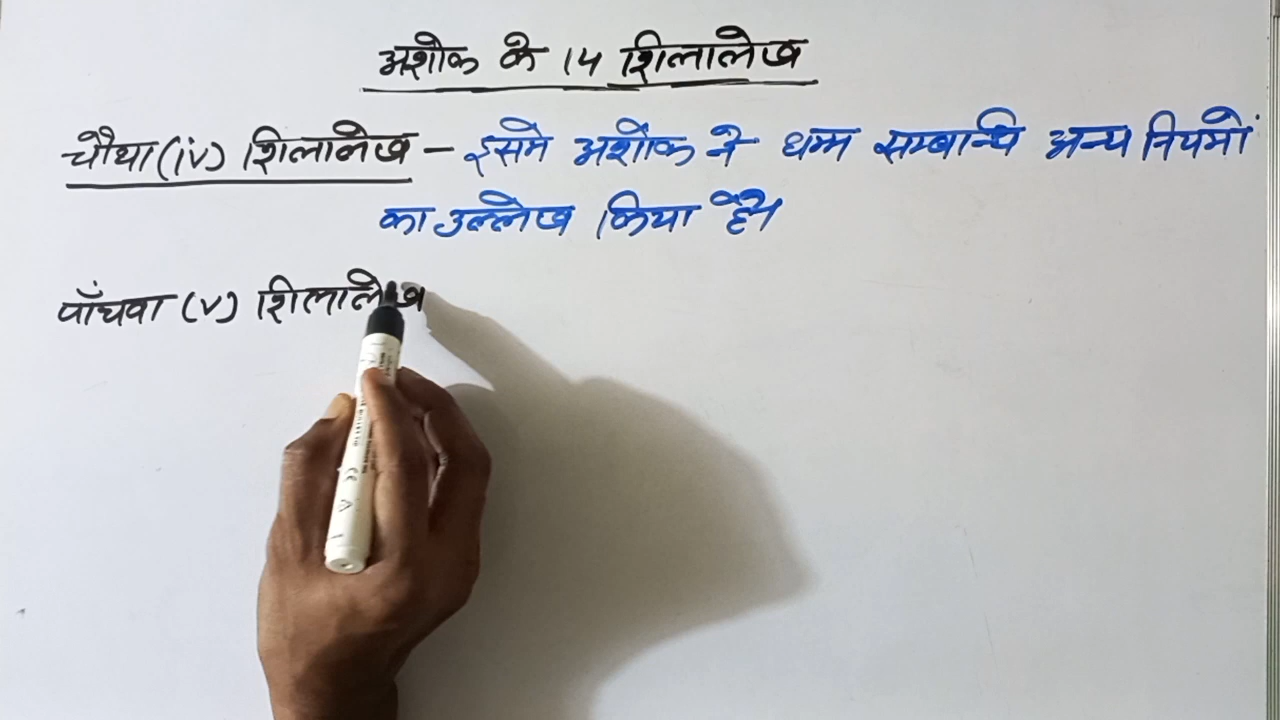 अशोक के 14 शिलालेख
चौथा (iv) शिलालेख – इसमे अशोक ने धम्म सम्बन्धि अन्य नियमों
का उल्लेख किया है।
पाँचवा (v) शिलालेख